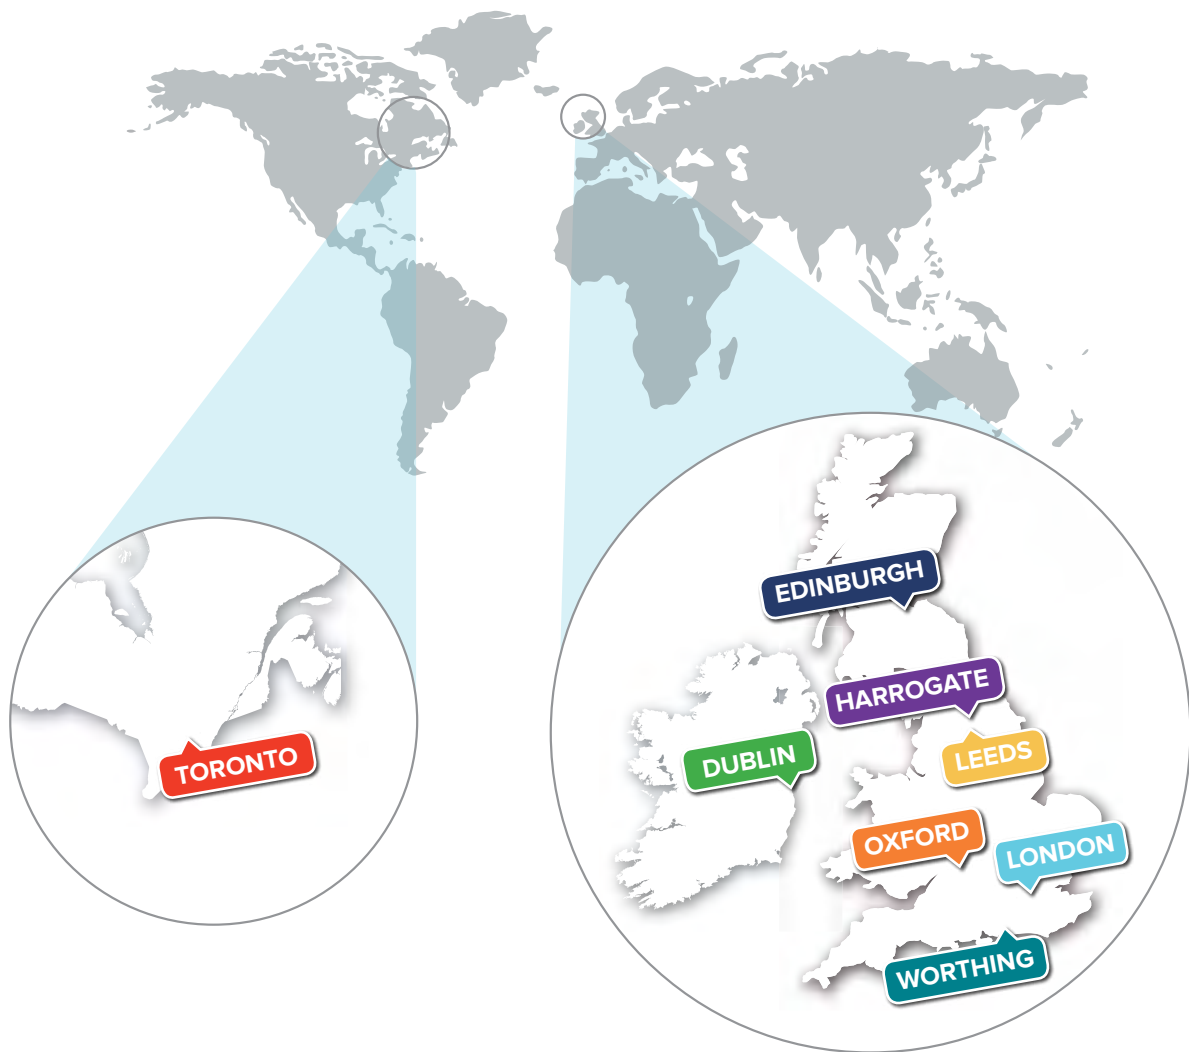 EDINBURGH
HARROGATE
TORONTO
DUBLIN
LEEDS
OXFORD
LONDON
WORTHING